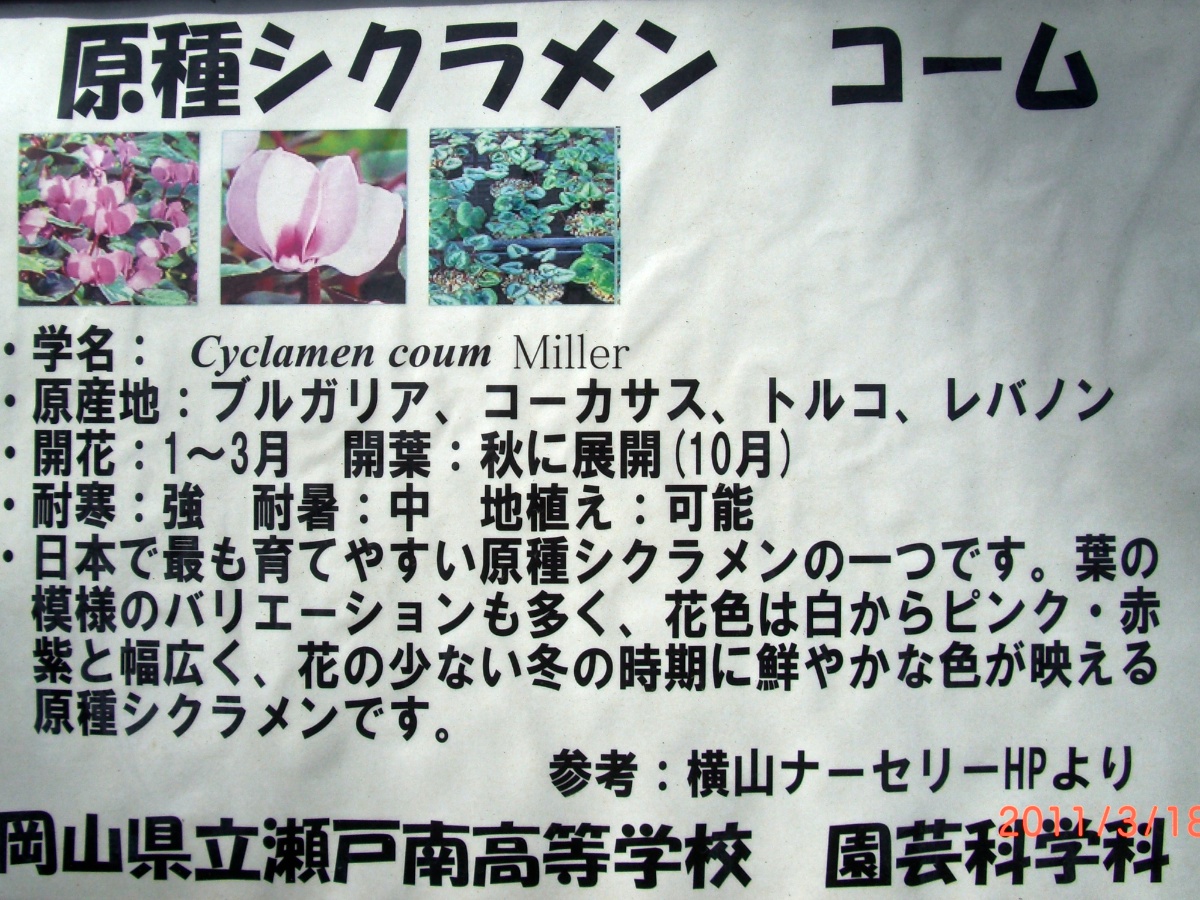 原種シクラメン　コーム
・学名： Cyclamen coum Miller
・原産地：ブルガリア、コーカサス、トルコ、レバノン
・開花：1～3月　開葉：秋に展開(10月)
・耐寒：強　耐暑：中　地植え：可能
・日本で最も育てやすい原種シクラメンの一つです。葉の
模様のバリエーションも多く、花色は白からピンク・赤
紫と幅広く、花の少ない冬の時期に鮮やかな色が映える
原種シクラメンです。
参考：横山ナーセリーHPより
2011/3/18
岡山県立瀬戸南高等学校　園芸科学科